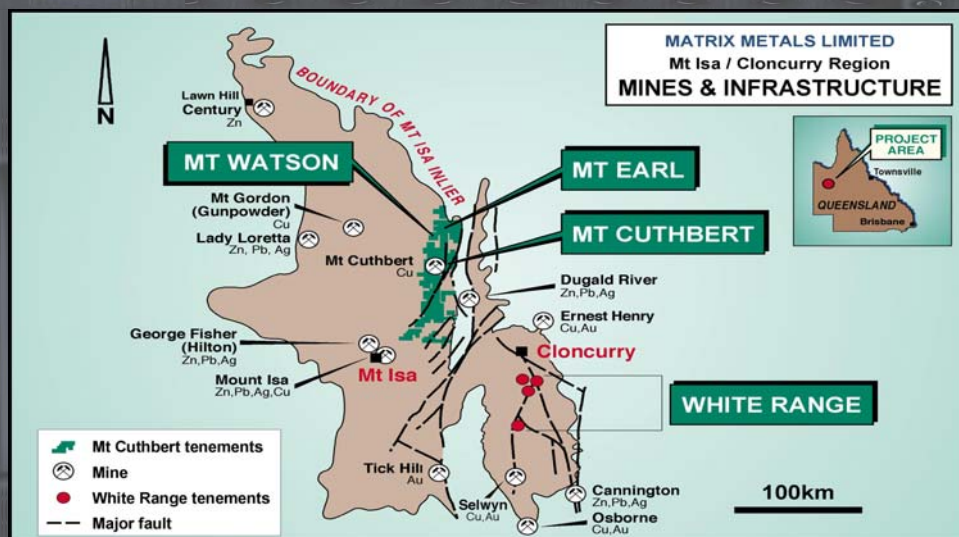 MATRIX METALS LIMITED
Mt Isa / Cloncurry Region
MINES & INFRASTRUCTURE
N
Lawn Hill
Century
Zn
BOUNDARY OF MT ISA INLIER
PROJECT
AREA
Townsville
QUEENSLAND
Brisbane
MT WATSON
MT EARL
MT CUTHBERT
Mt Gordon
(Gunpowder)
Cu
Lady Loretta
Zn, Pb, Ag
Mt Cuthbert
Cu
Dugald River
Zn,Pb,Ag
Ernest Henry
Cu,Au
George Fisher
(Hilton)
Zn,Pb,Ag
Mount Isa
Zn,Pb,Ag,Cu
Mt Isa
Cloncurry
WHITE RANGE
Tick Hill
Au
Selwyn
Cu,Au
Cannington
Zn,Pb,Ag
Osborne
Cu,Au
100km
Mt Cuthbert tenements
Mine
White Range tenements
Major fault